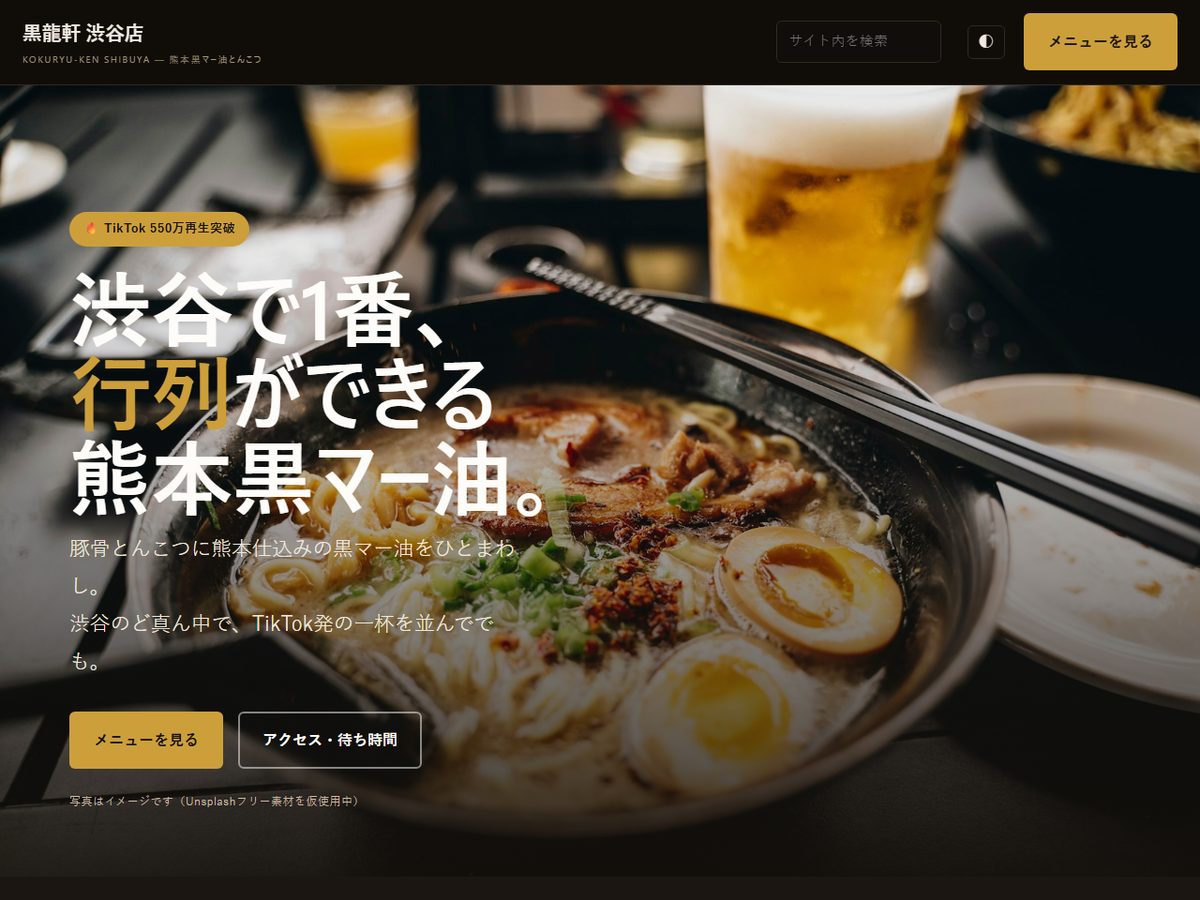 黒龍軒 渋谷店
KOKURYU-KEN SHIBUYA — 熊本黒マー油とんこつ
サイト内を検索
メニューを見る
🔥 TikTok 550万再生突破
渋谷で1番、
行列ができる
熊本黒マー油。
豚骨とんこつに熊本仕込みの黒マー油をひとまわ
し。
渋谷のど真ん中で、TikTok発の一杯を並んでで
も。
メニューを見る
アクセス・待ち時間
写真はイメージです（Unsplashフリー素材を仮使用中）